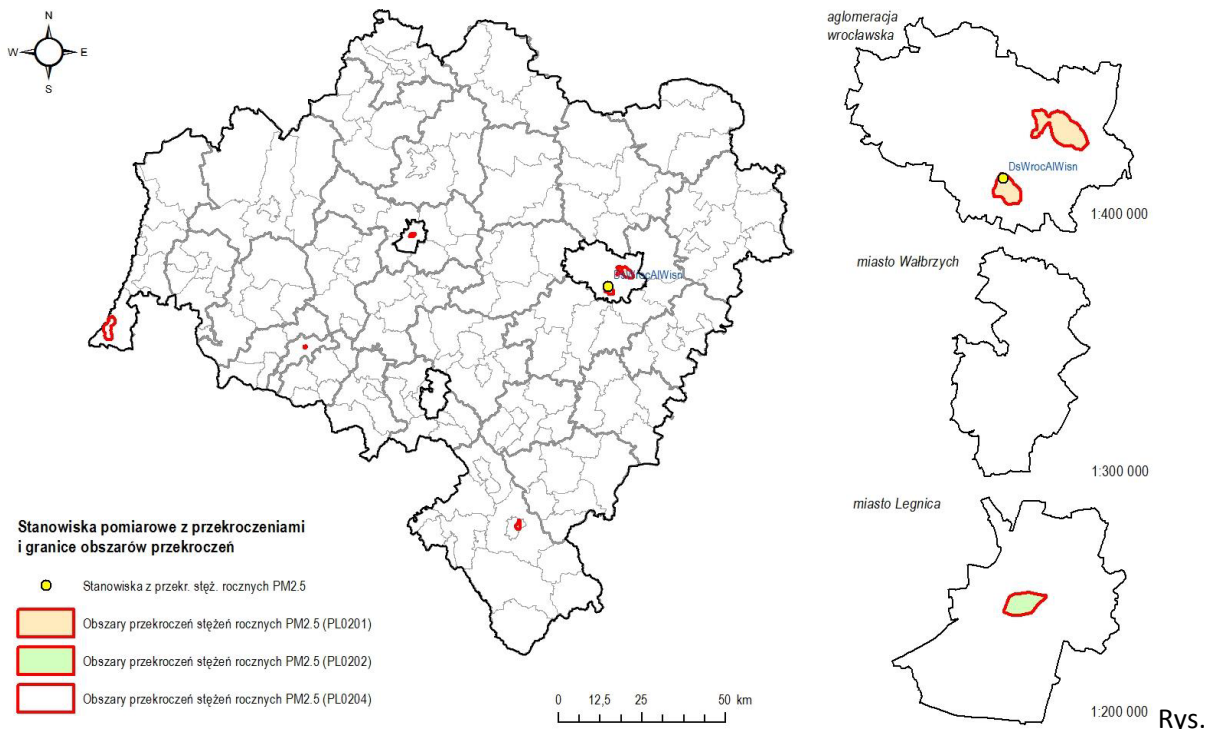 N
W E
S
DsWrocAlWisn
Stanowiska pomiarowe z przekroczeniami
i granice obszarów przekroczeń
Stanowiska z przekr. stęż. rocznych PM2.5
Obszary przekroczeń stężeń rocznych PM2.5 (PL0201)
Obszary przekroczeń stężeń rocznych PM2.5 (PL0202)
Obszary przekroczeń stężeń rocznych PM2.5 (PL0204)
0 12,5 25 50 km
aglomeracja
wrocławska
DsWrocAlWisn
1:400 000
miasto Wałbrzych
1:300 000
miasto Legnica
1:200 000
Rys.